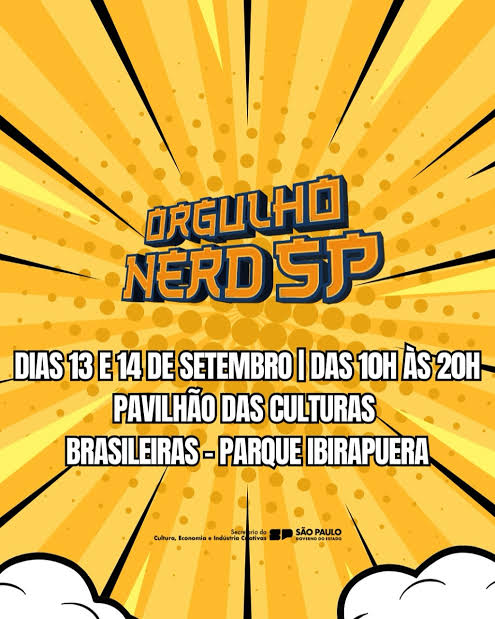 ORGULHO
NERD SP
DIAS 13 E 14 DE SETEMBRO | DAS 10H ÀS 20H
PAVILHÃO DAS CULTURAS
BRASILEIRAS - PARQUE IBIRAPUERA
Secretaria da
Cultura, Economia e Indústria Criativas
SP
SÃO PAULO
GOVERNO DO ESTADO